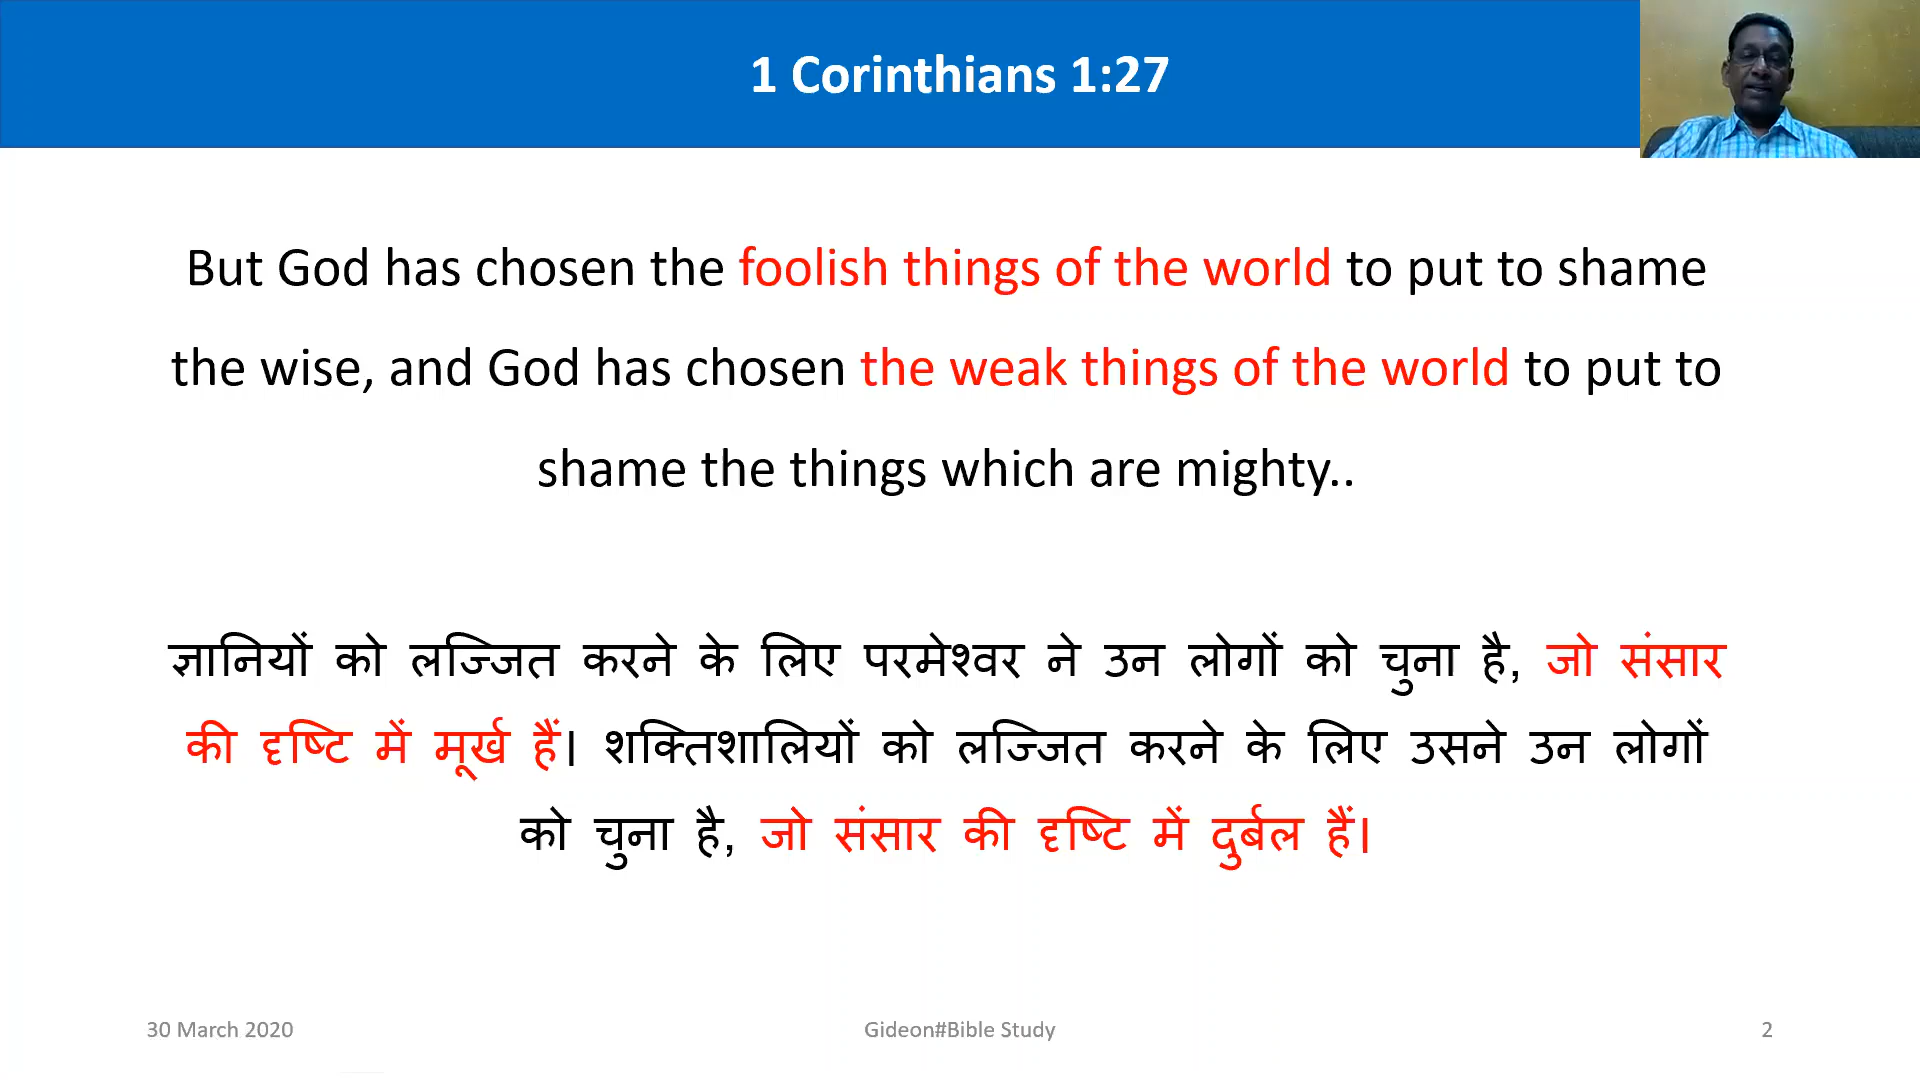 1 Corinthians 1:27
But God has chosen the foolish things of the world to put to shame
the wise, and God has chosen the weak things of the world to put to
shame the things which are mighty..
ज्ञानियों को लज्जित करने के लिए परमेश्वर ने उन लोगों को चुना है, जो संसार
की दृष्टि में मूर्ख हैं। शक्तिशालियों को लज्जित करने के लिए उसने उन लोगों
को चुना है, जो संसार की दृष्टि में दुर्बल हैं।
30 March 2020
Gideon#Bible Study
2